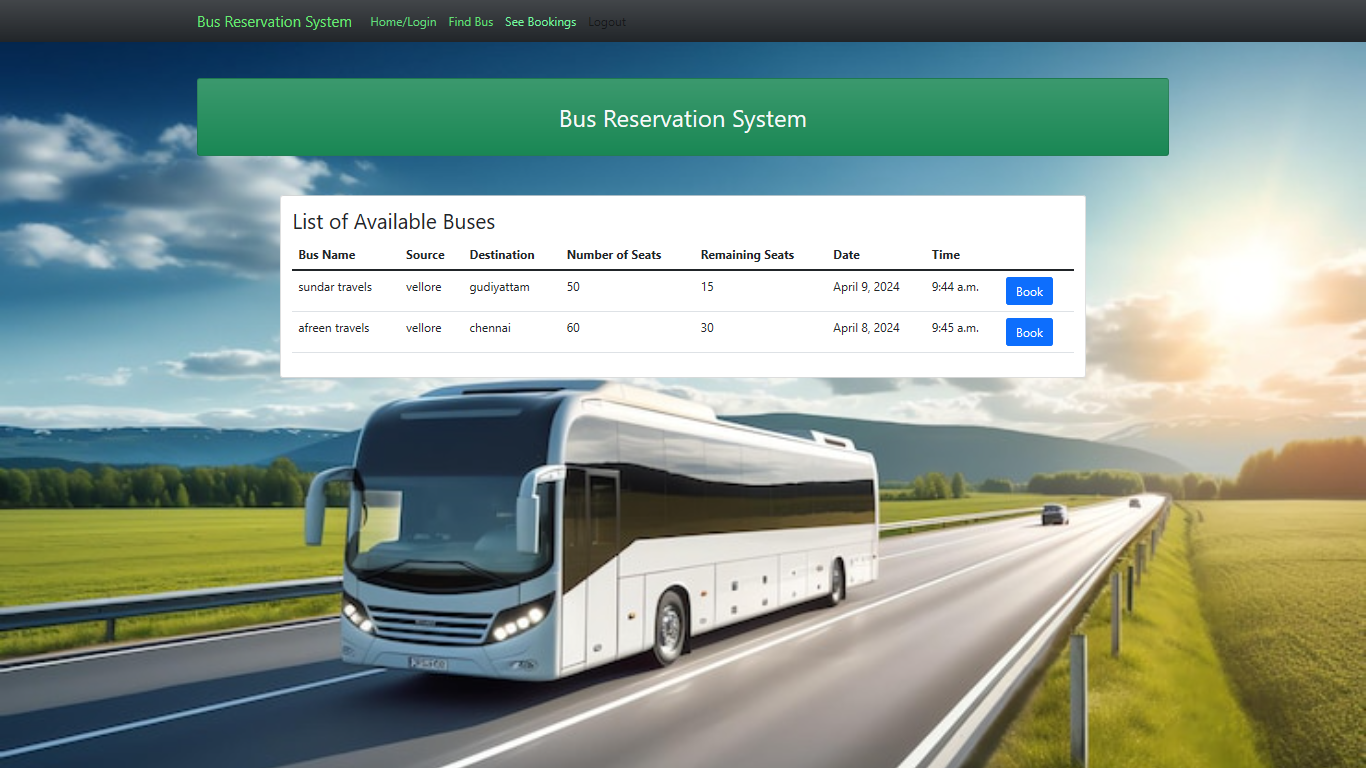 Bus Reservation System Home/Login Find Bus See Bookings Logout
Bus Reservation System
List of Available Buses
Bus Name Source Destination Number of Seats Remaining Seats Date Time
sundar travels vellore gudiyattam 50 15 April 9, 2024 9:44 a.m. Book
afreen travels vellore chennai 60 30 April 8, 2024 9:45 a.m. Book